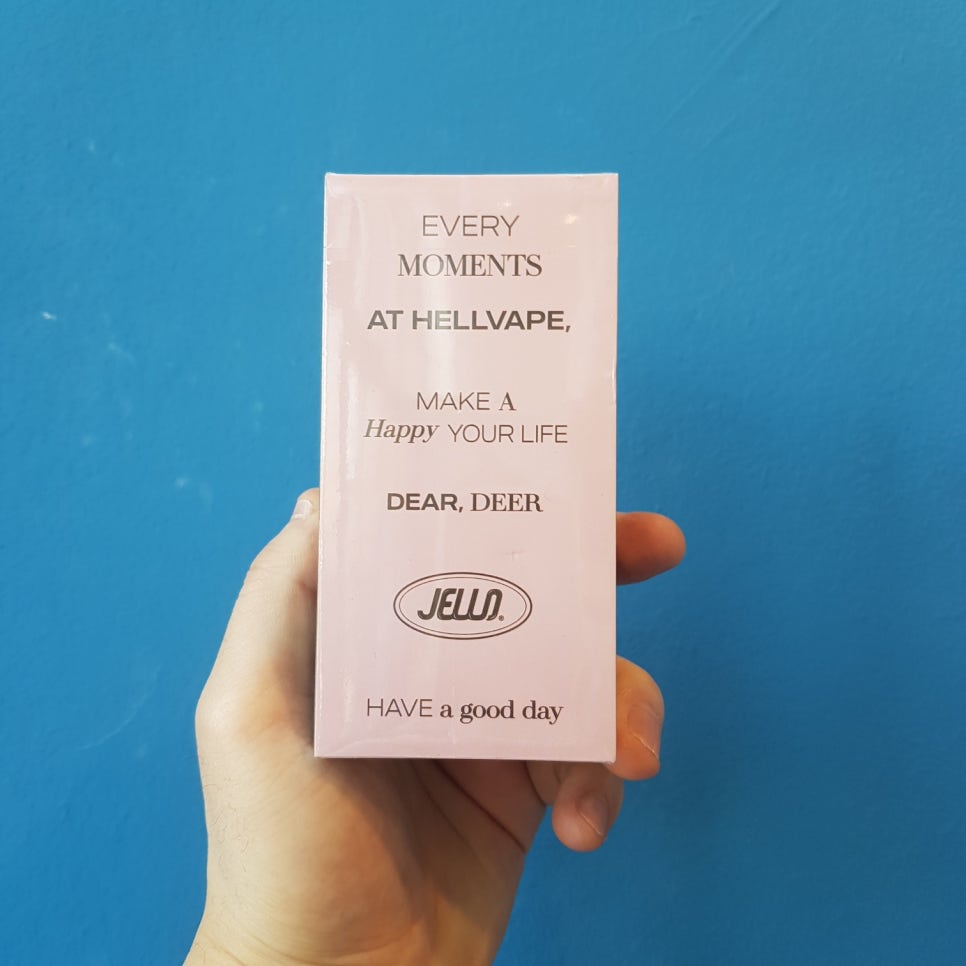 EVERY
MOMENTS
AT HELLVAPE,
MAKE A
Happy YOUR LIFE
DEAR, DEER
JELLO®
HAVE a good day